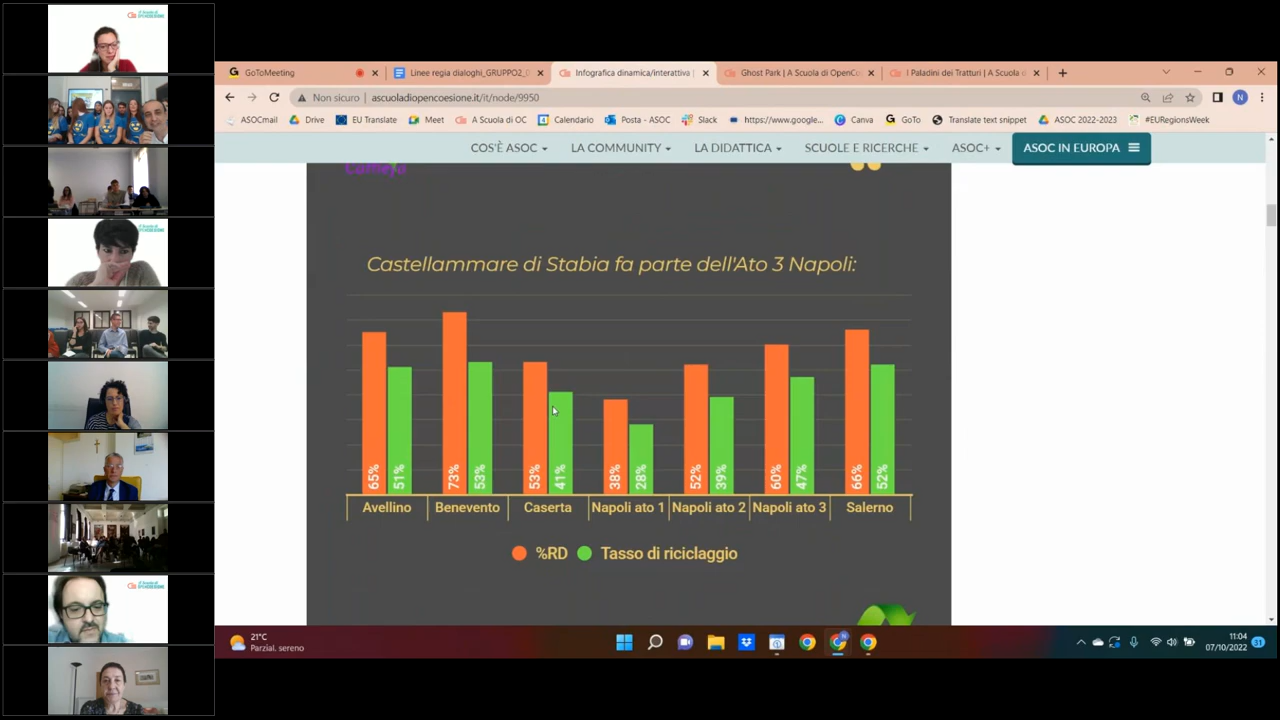 GoToMeeting
Linee regia dialoghi_GRUPPO2_
Infografica dinamica/interattiva |
Ghost Park | A Scuola di OpenCo
I Paladini dei Tratturi | A Scuola d
Non sicuro | ascuoladiopencoesione.it/it/node/9950
ASOCmail
Drive
EU Translate
Meet
A Scuola di OC
Calendario
Posta - ASOC
Slack
https://www.google...
Canva
GoTo
Translate text snippet
ASOC 2022-2023
#EURegionsWeek
COS'È ASOC
LA COMMUNITY
LA DIDATTICA
SCUOLE E RICERCHE
ASOC+
ASOC IN EUROPA
Castellammare di Stabia fa parte dell'Ato 3 Napoli:
65% 51% 73% 53% 53% 41% 38% 28% 52% 39% 60% 47% 66% 52%
Avellino Benevento Caserta Napoli ato 1 Napoli ato 2 Napoli ato 3 Salerno
%RD Tasso di riciclaggio
21°C
Parzial. sereno
11:04
07/10/2022
31